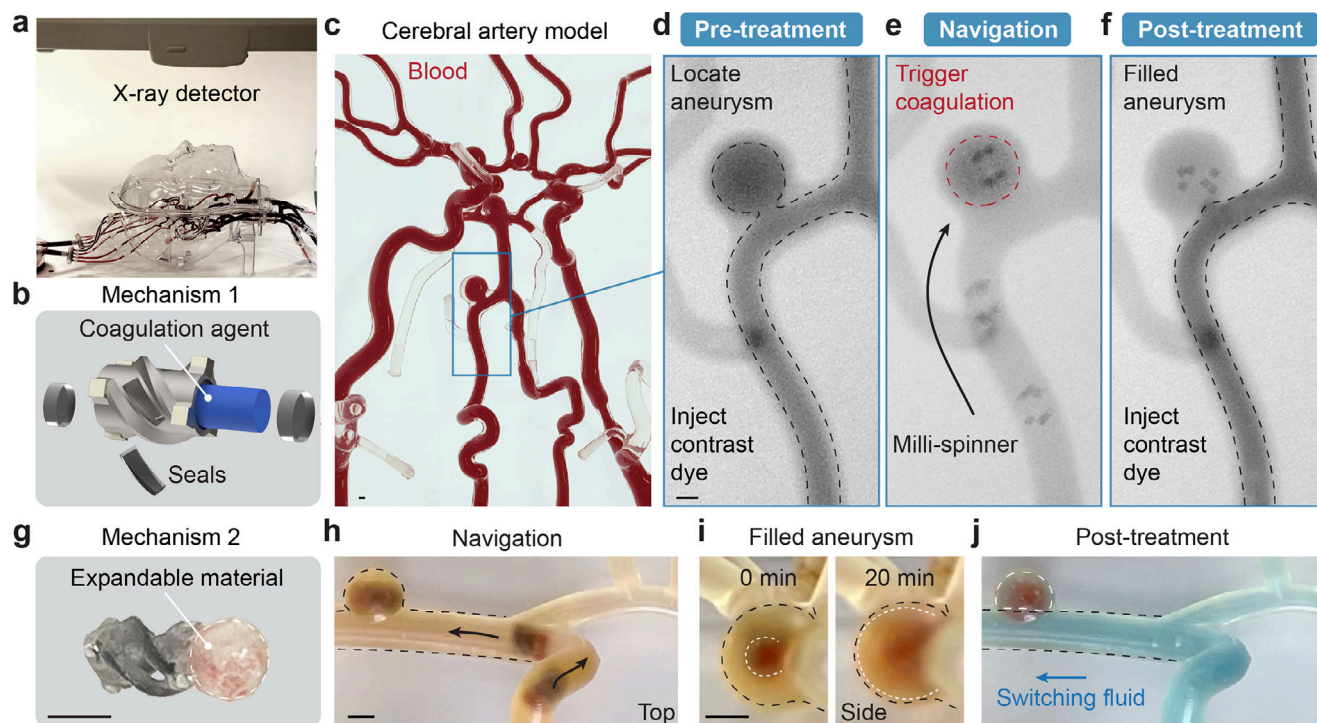 a
X-ray detector
b
Mechanism 1
Coagulation agent
Seals
c
Cerebral artery model
Blood
d
Pre-treatment
Locate
aneurysm
Inject
contrast
dye
e
Navigation
Trigger
coagulation
Milli-spinner
f
Post-treatment
Filled
aneurysm
Inject
contrast
dye
g
Mechanism 2
Expandable material
h
Navigation
Top
i
Filled aneurysm
0 min
20 min
Side
j
Post-treatment
Switching fluid